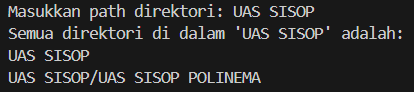 Masukkan path direktori: UAS SISOP
Semua direktori di dalam 'UAS SISOP' adalah:
UAS SISOP
UAS SISOP/UAS SISOP POLINEMA